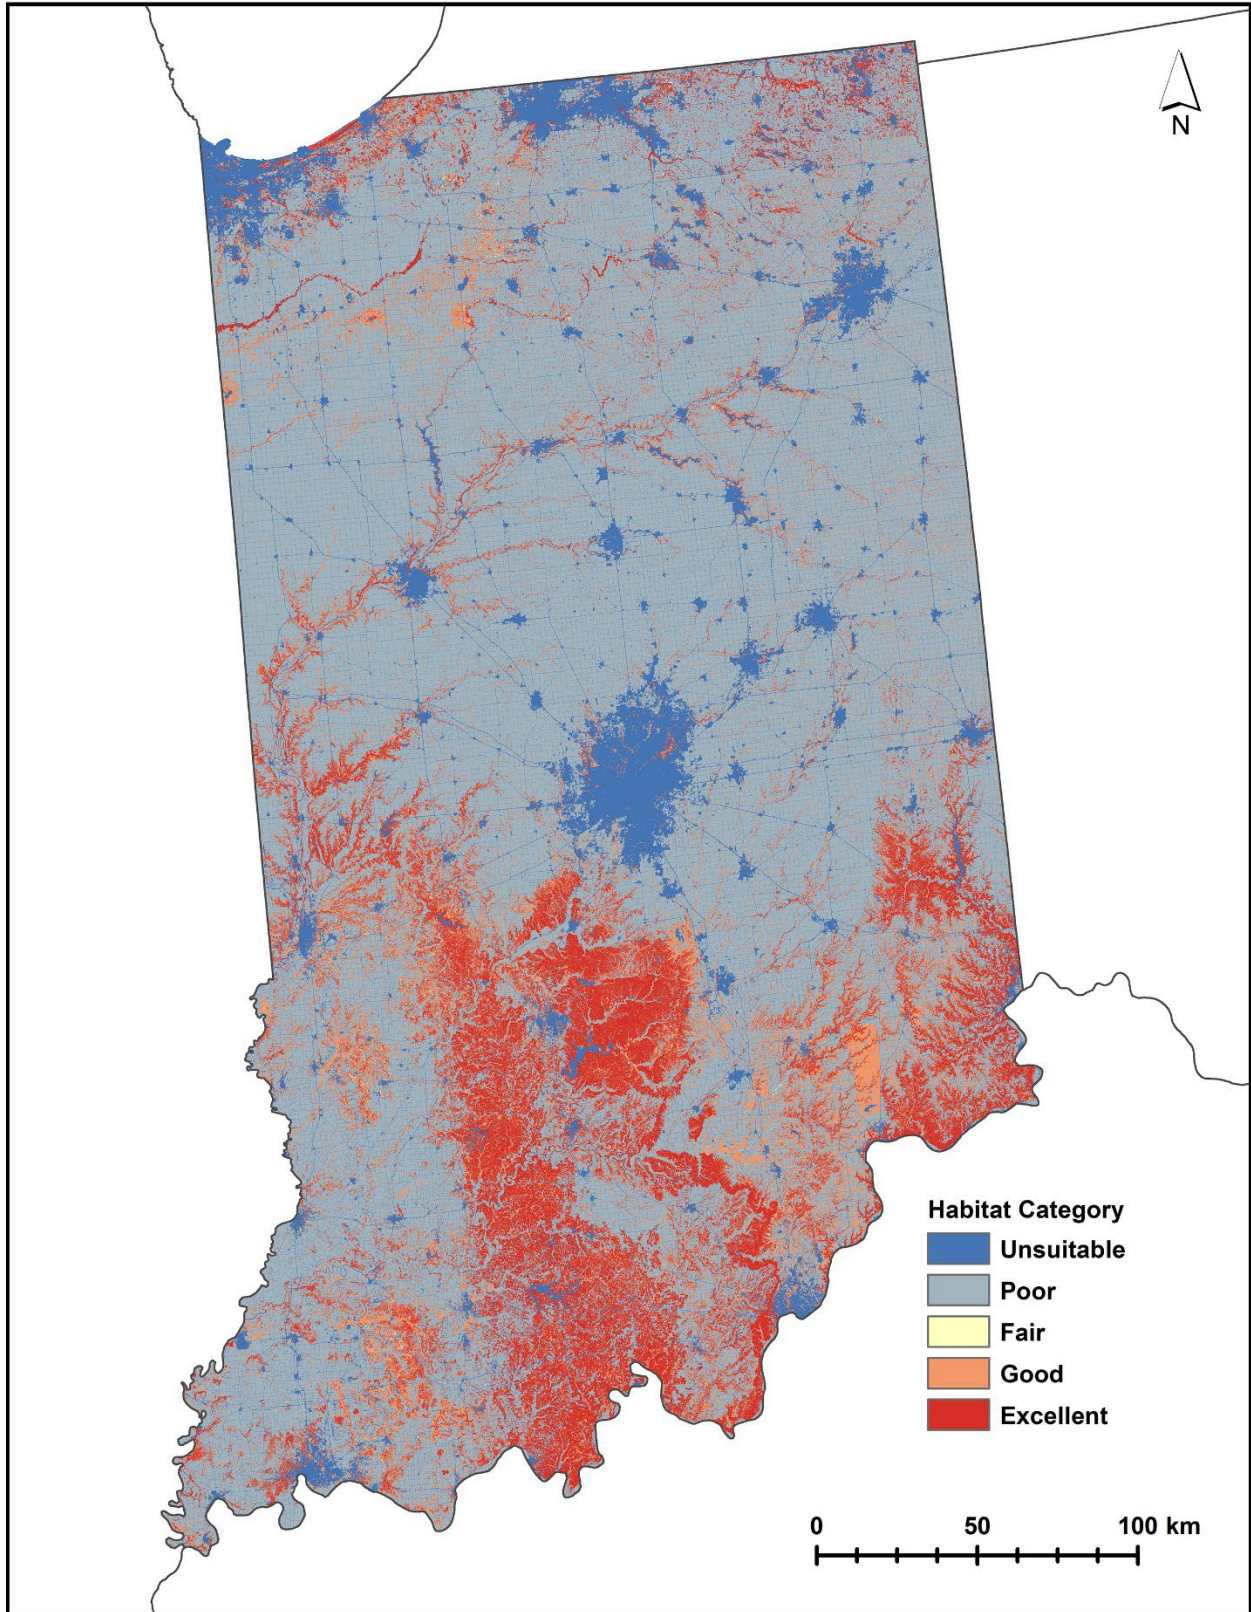 N
Habitat Category
Unsuitable
Poor
Fair
Good
Excellent
0 50 100 km